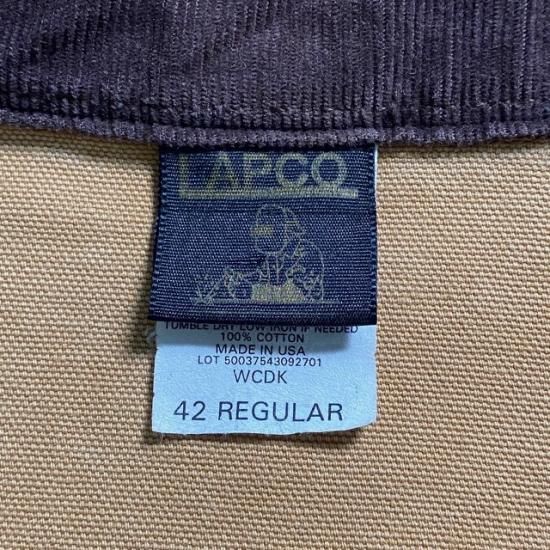 LAPCO
TUMBLE DRY LOW IRON IF NEEDED
100% COTTON
MADE IN USA
LOT 50037543092701
WCDK
42 REGULAR